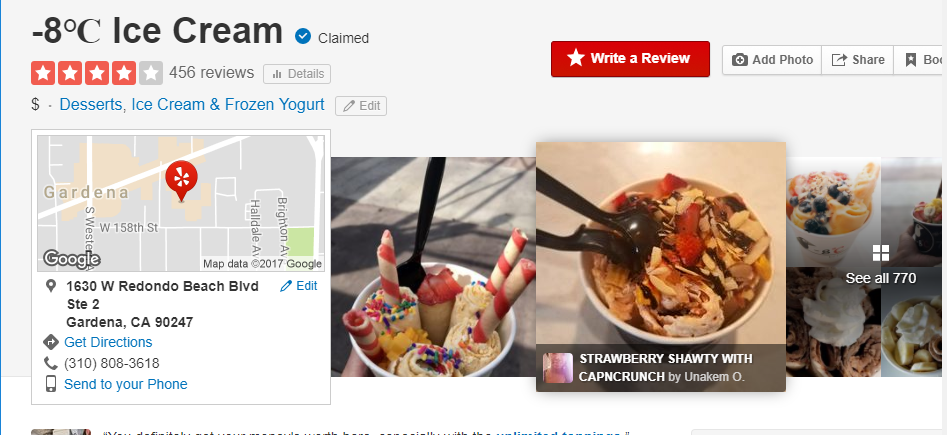 -8℃ Ice Cream Claimed
456 reviews Details
Write a Review
Add Photo
Share
$ · Desserts, Ice Cream & Frozen Yogurt Edit
Gardena
W 158th St
S Wester
Halldale Av
Brighton Av
Google
Map data ©2017 Google
1630 W Redondo Beach Blvd Edit
Ste 2
Gardena, CA 90247
Get Directions
(310) 808-3618
Send to your Phone
STRAWBERRY SHAWTY WITH
CAPNCRUNCH by Unakem O.
See all 770